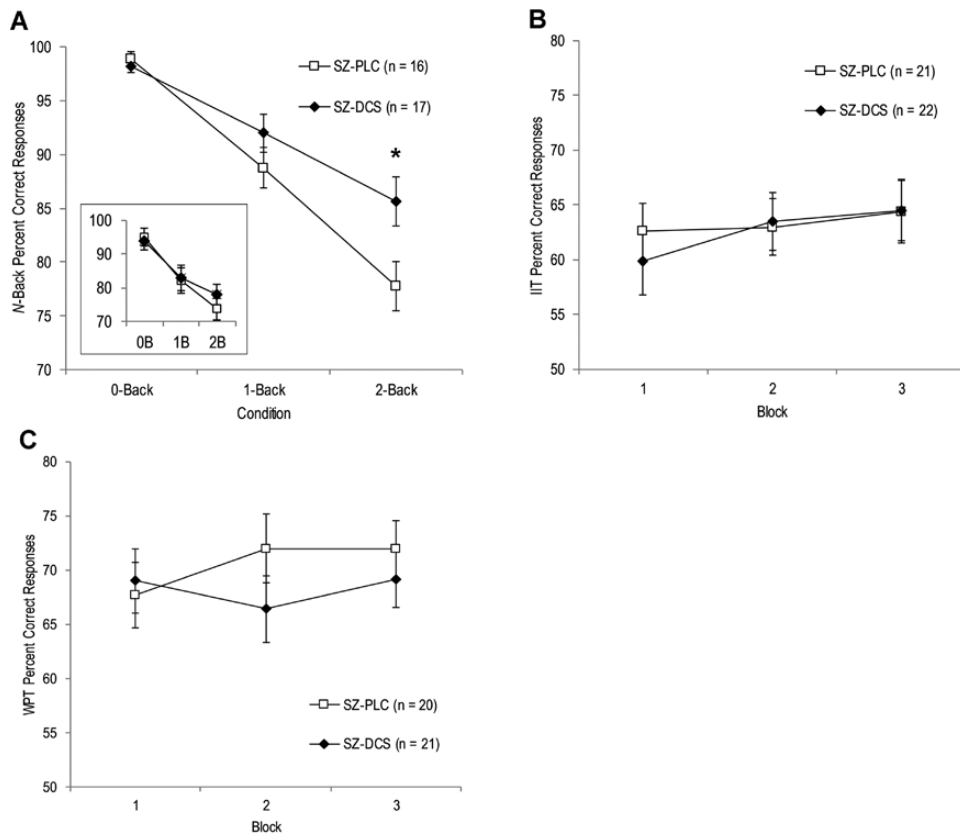 A
N-Back Percent Correct Responses
100
95
90
85
80
75
70
SZ-PLC (n = 16)
SZ-DCS (n = 17)
*
100
90
80
70
0B 1B 2B
0-Back 1-Back 2-Back
Condition
B
IIT Percent Correct Responses
80
75
70
65
60
55
50
SZ-PLC (n = 21)
SZ-DCS (n = 22)
1 2 3
Block
C
WPT Percent Correct Responses
80
75
70
65
60
55
50
SZ-PLC (n = 20)
SZ-DCS (n = 21)
1 2 3
Block